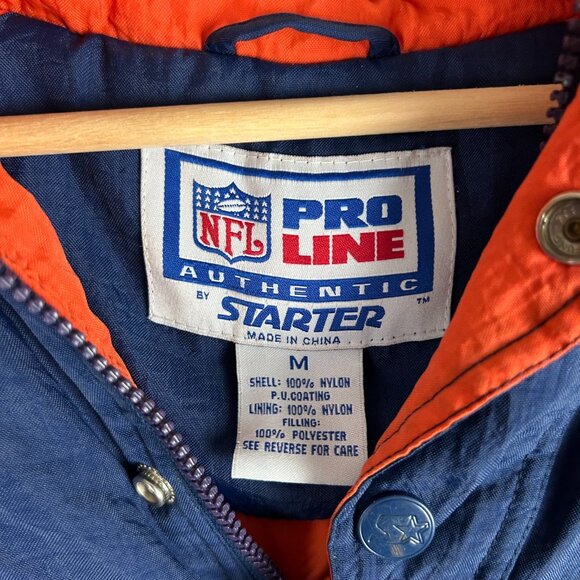 NFL
PRO
LINE
AUTHENTIC
BY STARTER ™
MADE IN CHINA
M
SHELL: 100% NYLON
P.U.COATING
LINING: 100% NYLON
FILLING:
100% POLYESTER
SEE REVERSE FOR CARE